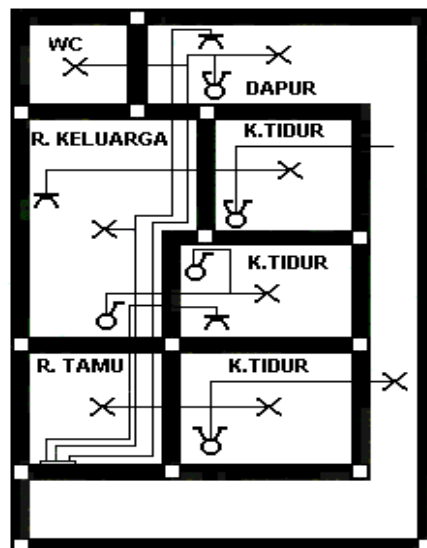 WC
DAPUR
R. KELUARGA
K.TIDUR
K.TIDUR
R. TAMU
K.TIDUR